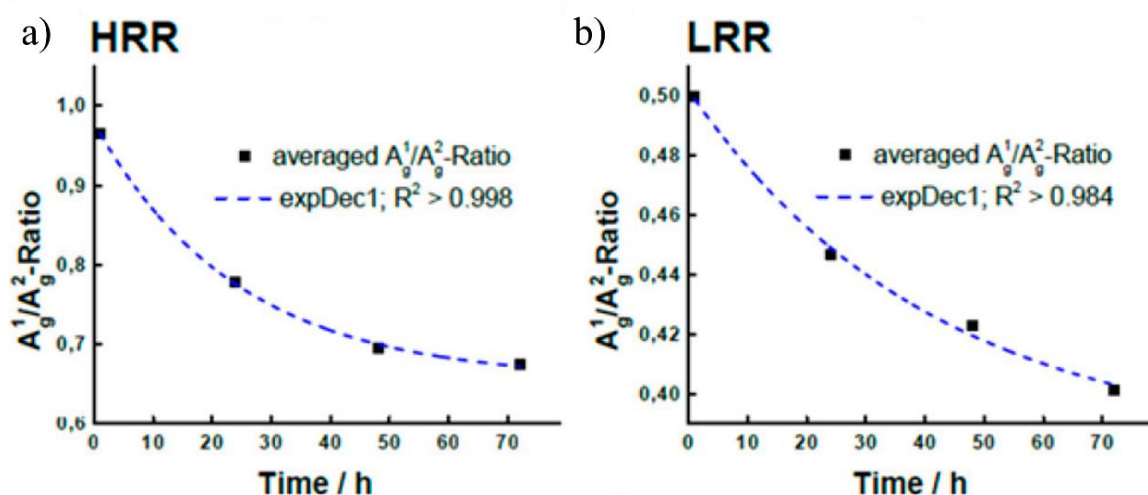 a) HRR
1,0
0,9
0,8
0,7
0,6
A¹g/A²g-Ratio
averaged A¹g/A²g-Ratio
expDec1; R² > 0.998
0 10 20 30 40 50 60 70
Time / h
b) LRR
0,50
0,48
0,46
0,44
0,42
0,40
A¹g/A²g-Ratio
averaged A¹g/A²g-Ratio
expDec1; R² > 0.984
0 10 20 30 40 50 60 70
Time / h